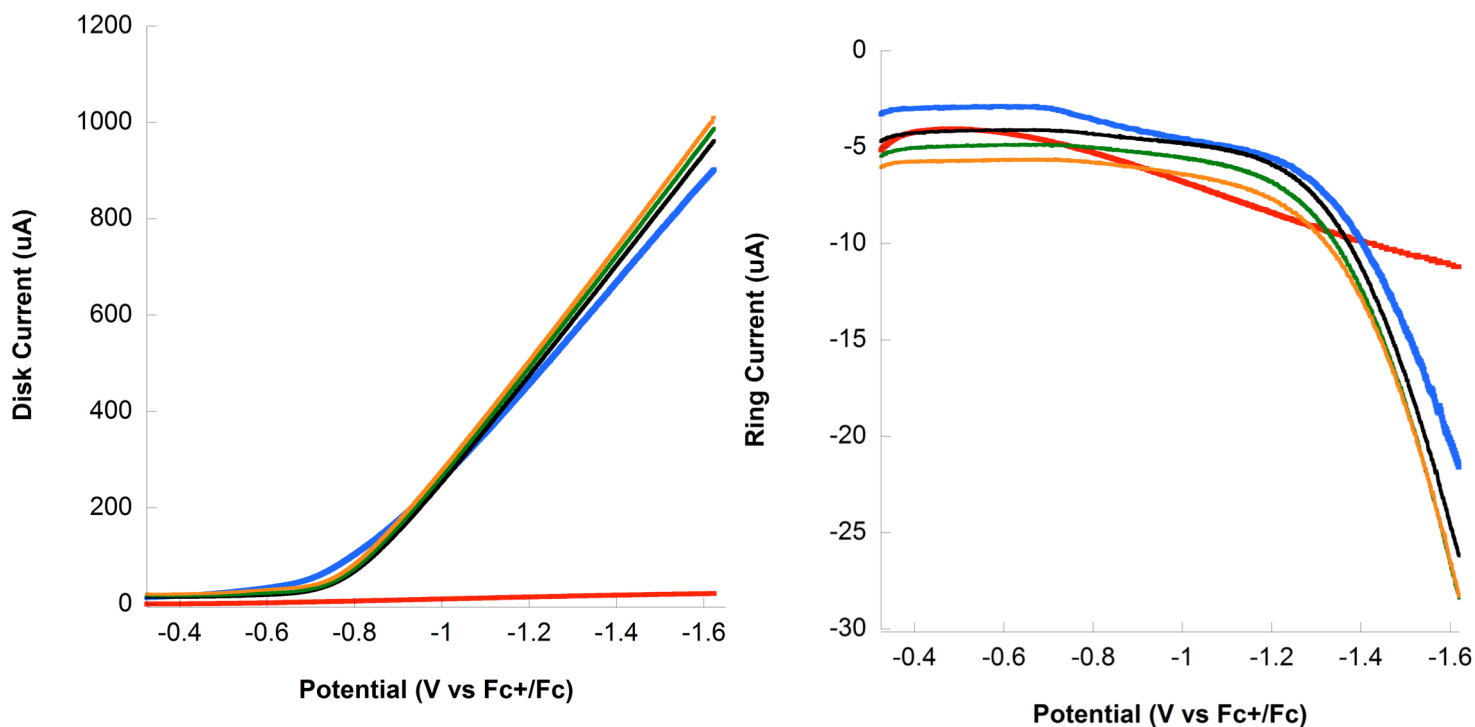 1200
1000
800
600
400
200
0
Disk Current (uA)
-0.4 -0.6 -0.8 -1 -1.2 -1.4 -1.6
Potential (V vs Fc+/Fc)
0
-5
-10
-15
-20
-25
-30
Ring Current (uA)
-0.4 -0.6 -0.8 -1 -1.2 -1.4 -1.6
Potential (V vs Fc+/Fc)